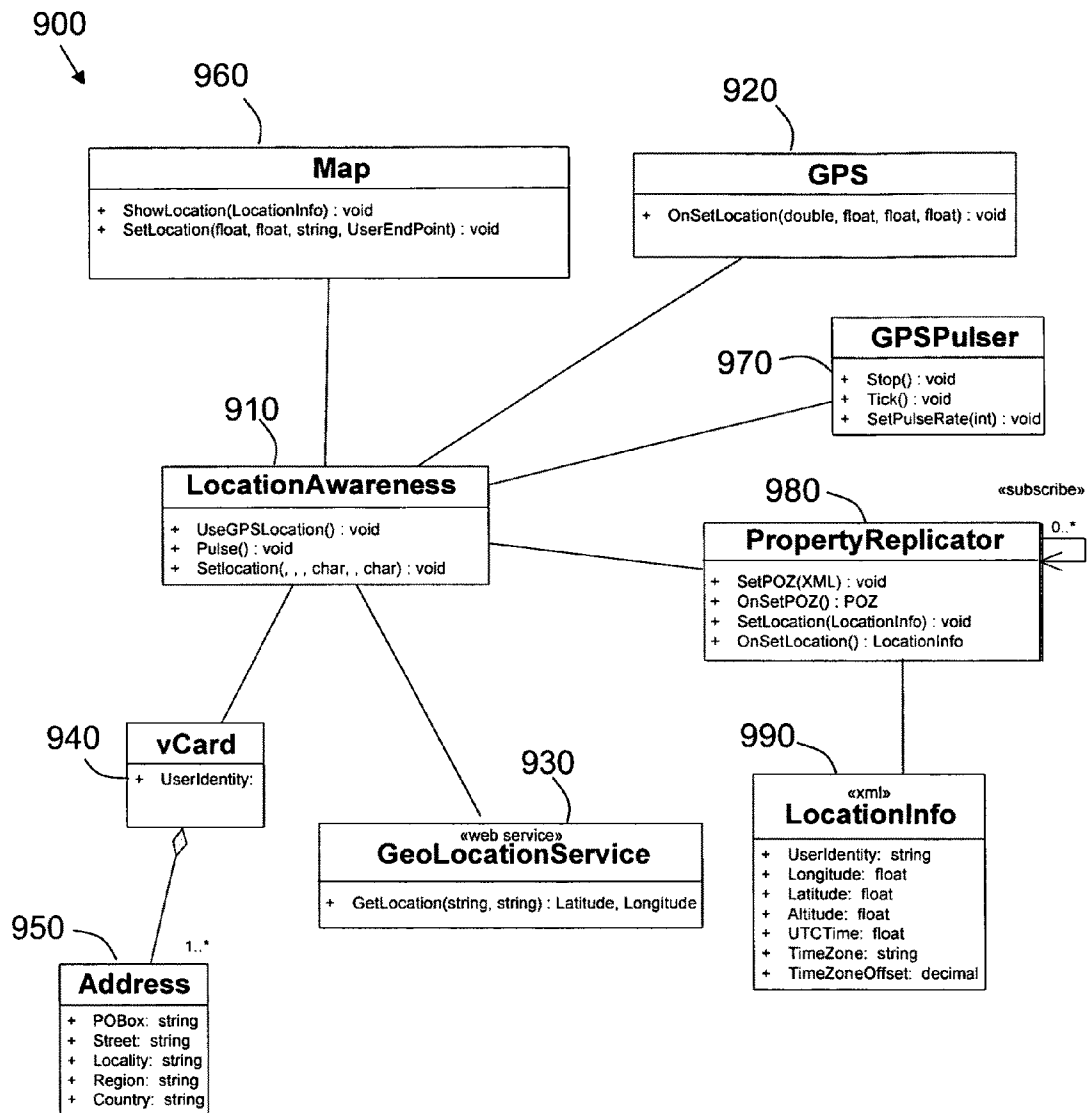 900
960
Map
+ ShowLocation(LocationInfo) : void
+ SetLocation(float, float, string, UserEndPoint) : void
920
GPS
+ OnSetLocation(double, float, float, float) : void
970
GPSPulser
+ Stop() : void
+ Tick() : void
+ SetPulseRate(int) : void
910
LocationAwareness
+ UseGPSLocation() : void
+ Pulse() : void
+ Setlocation(, , , char, , char) : void
980
«subscribe»
0..*
PropertyReplicator
+ SetPOZ(XML) : void
+ OnSetPOZ() : POZ
+ SetLocation(LocationInfo) : void
+ OnSetLocation() : LocationInfo
940
vCard
+ UserIdentity:
930
«web service»
GeoLocationService
+ GetLocation(string, string) : Latitude, Longitude
990
«xml»
LocationInfo
+ UserIdentity: string
+ Longitude: float
+ Latitude: float
+ Altitude: float
+ UTCTime: float
+ TimeZone: string
+ TimeZoneOffset: decimal
950
1..*
Address
+ POBox: string
+ Street: string
+ Locality: string
+ Region: string
+ Country: string